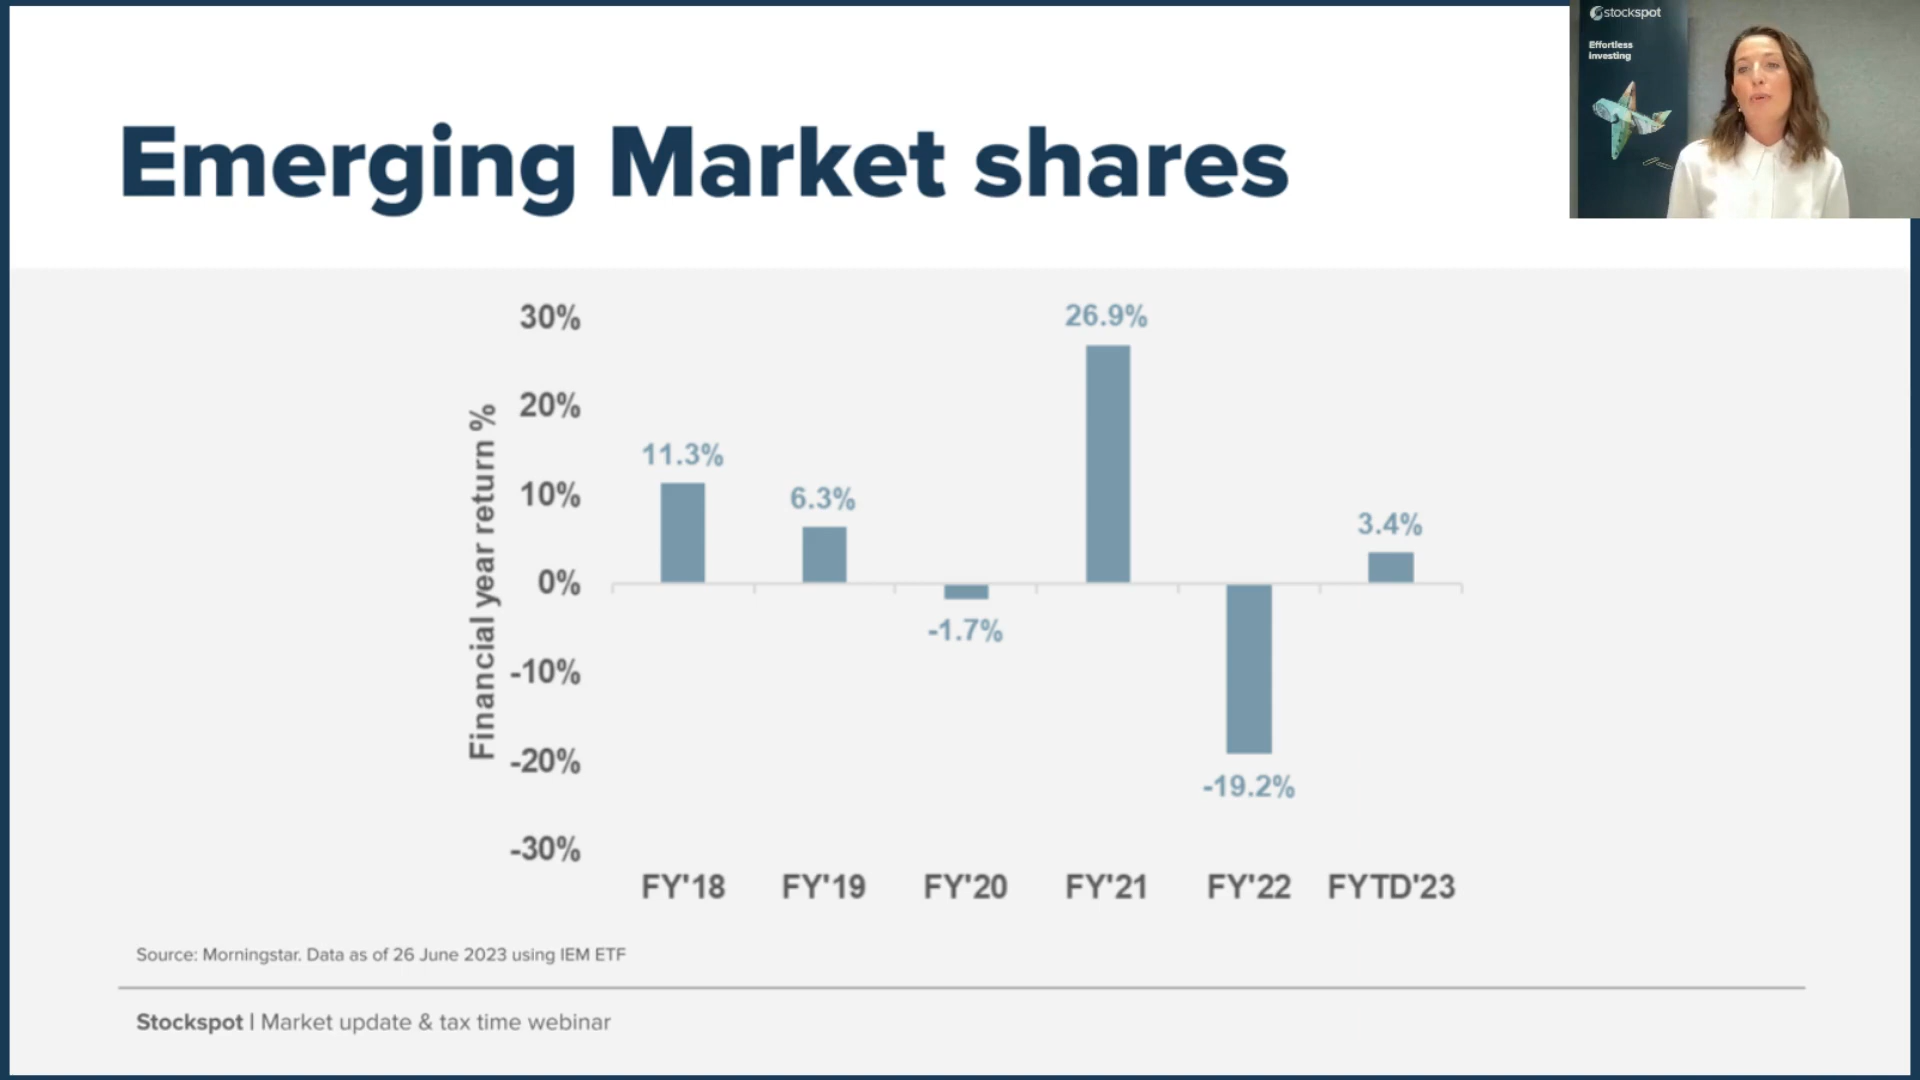 stockspot
Effortless
Investing
Emerging Market shares
30%
20%
10%
0%
-10%
-20%
-30%
Financial year return %
11.3%
6.3%
-1.7%
26.9%
-19.2%
3.4%
FY'18
FY'19
FY'20
FY'21
FY'22
FYTD'23
Source: Morningstar. Data as of 26 June 2023 using IEM ETF
Stockspot | Market update & tax time webinar